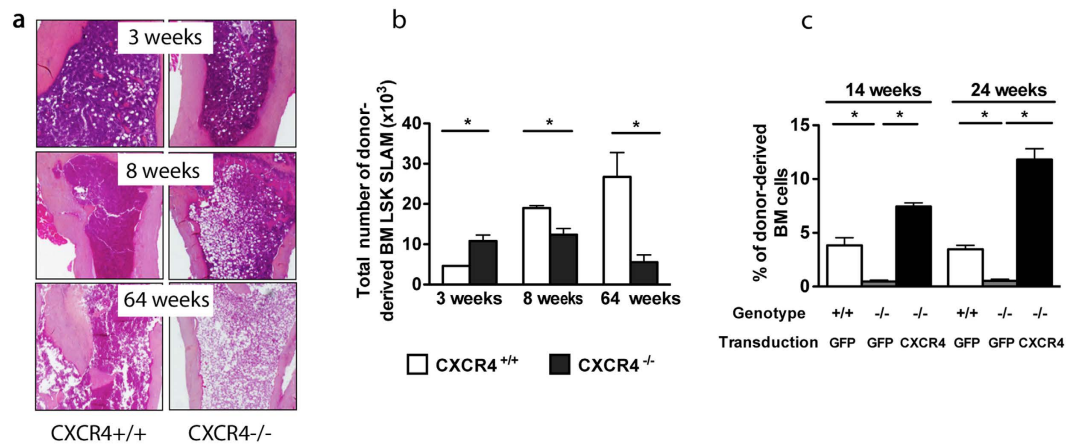 a
3 weeks
8 weeks
64 weeks
CXCR4+/+ CXCR4-/-
b
Total number of donor-
derived BM LSK SLAM (x10³)
40
30
20
10
0
* * *
3 weeks 8 weeks 64 weeks
CXCR4 +/+ CXCR4 -/-
c
14 weeks 24 weeks
* * * *
% of donor-derived
BM cells
15
10
5
0
Genotype +/+ -/- -/- +/+ -/- -/-
Transduction GFP GFP CXCR4 GFP GFP CXCR4